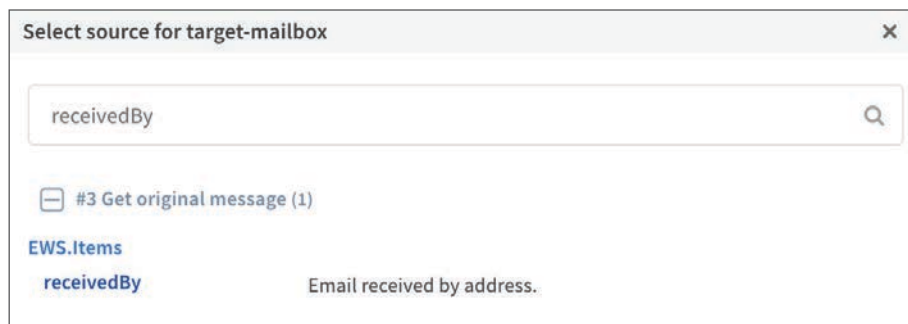 Select source for target-mailbox
receivedBy
#3 Get original message (1)
EWS.Items
receivedBy Email received by address.